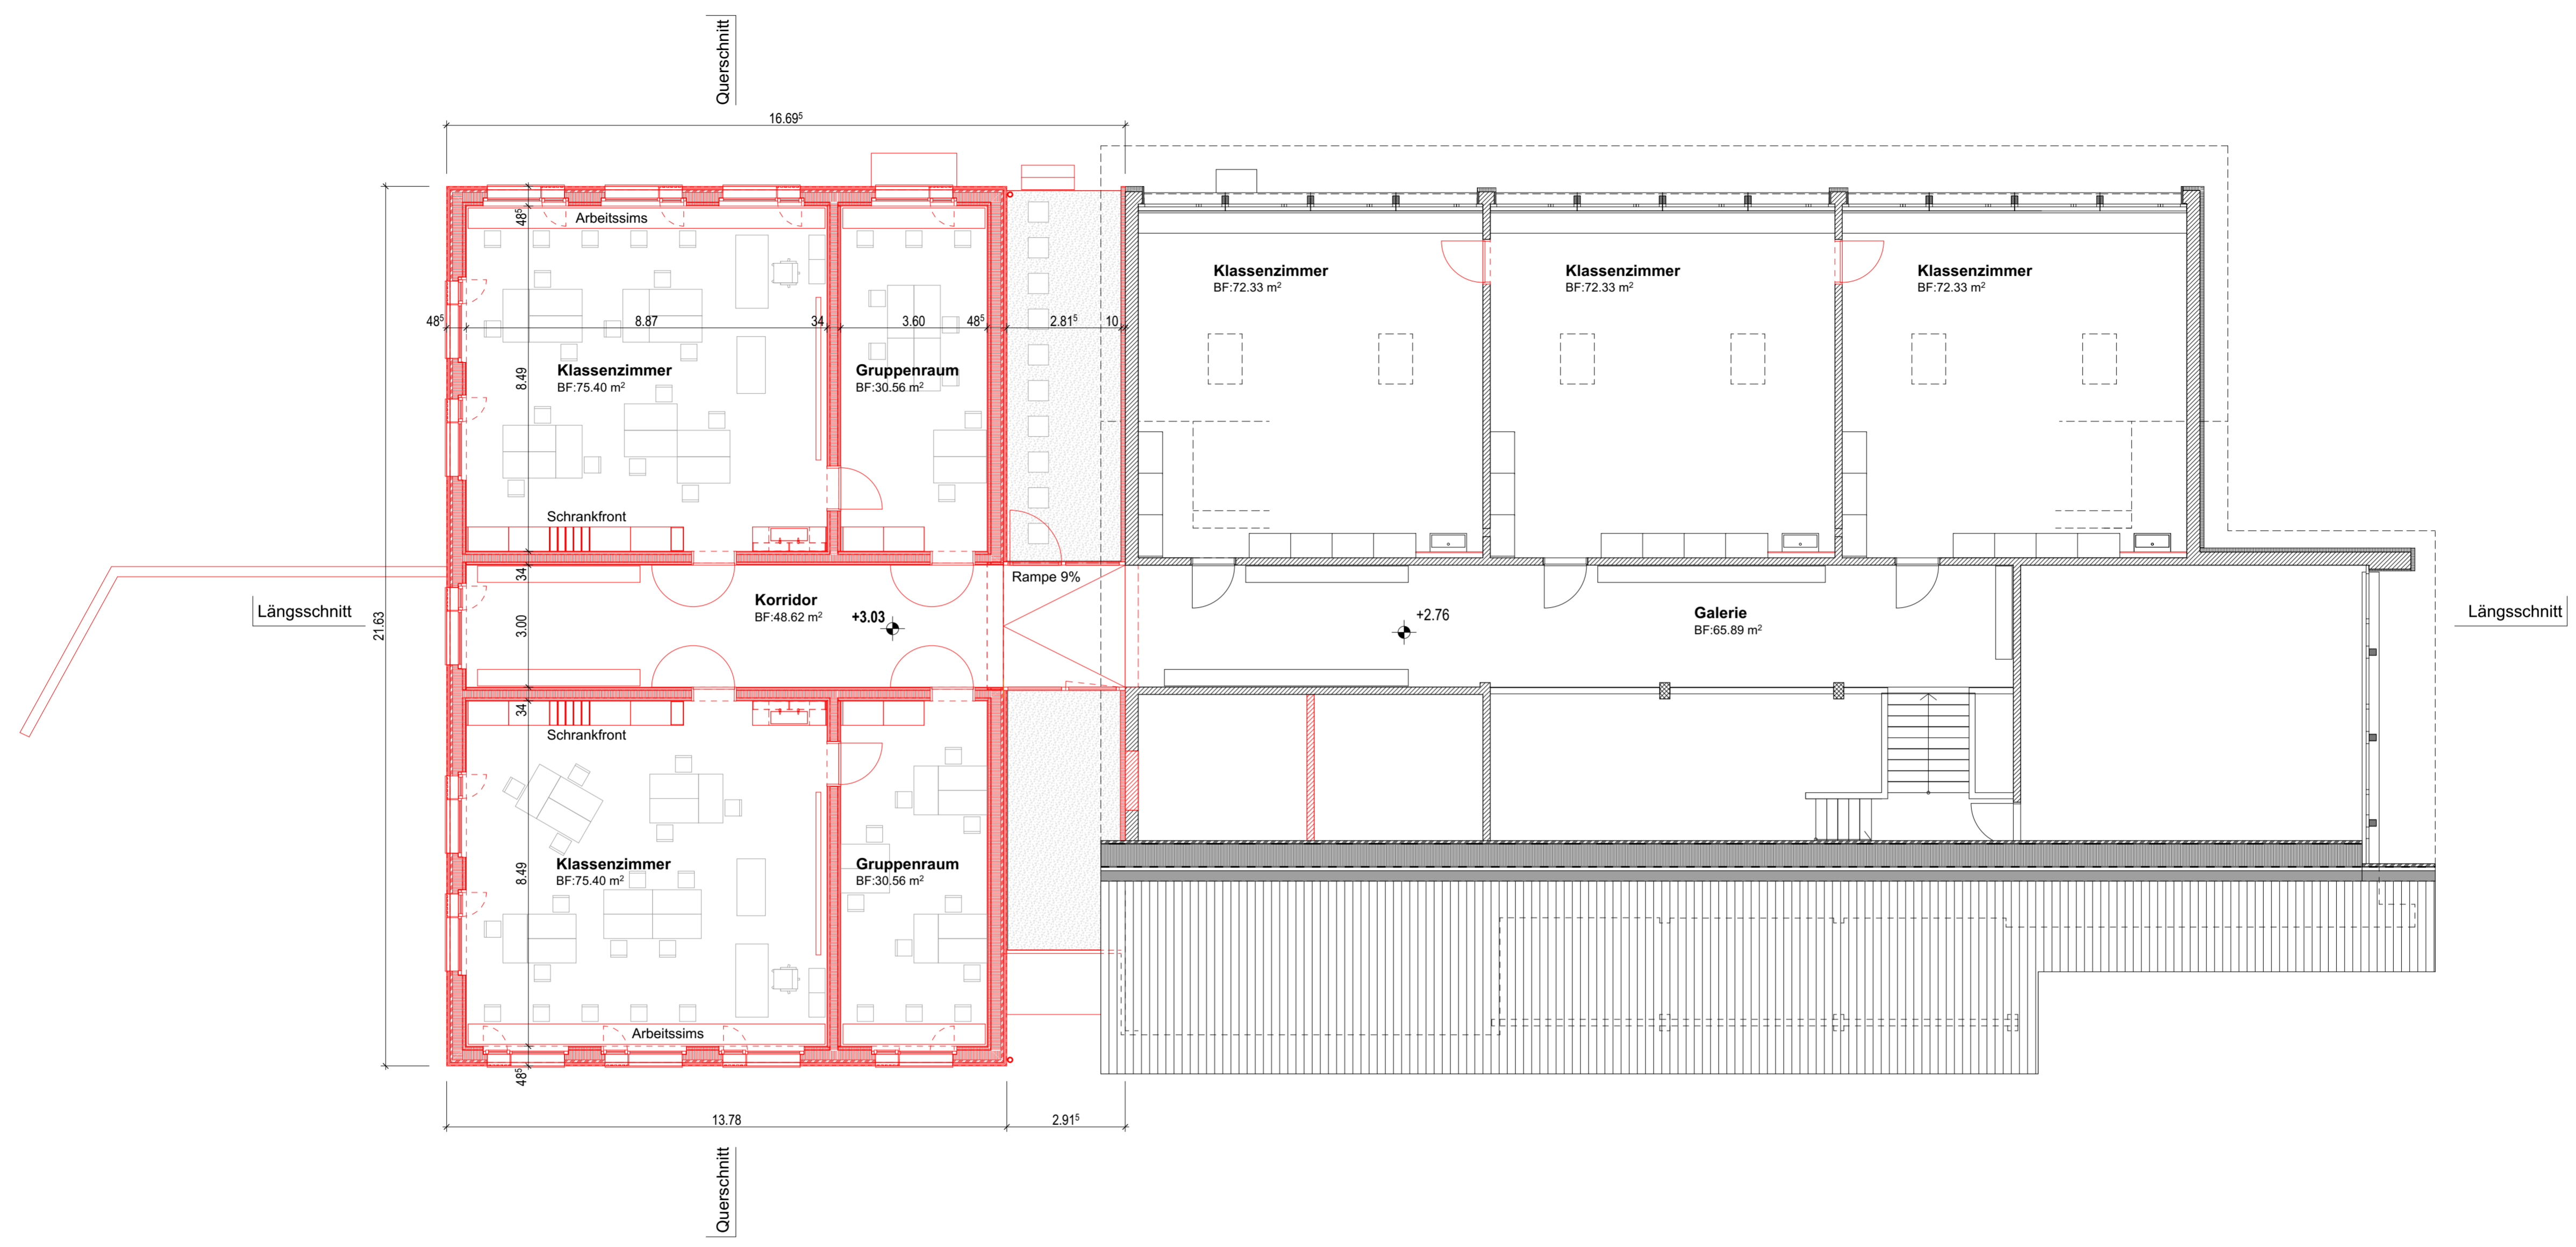 Querschnitt
16.69⁵
48⁵
Arbeitssims
Klassenzimmer
BF:72.33 m²
Klassenzimmer
BF:72.33 m²
Klassenzimmer
BF:72.33 m²
48⁵
8.87
34
3.60
48⁵
2.81⁵
10
8.49
Klassenzimmer
BF:75.40 m²
Gruppenraum
BF:30.56 m²
Schrankfront
34
Rampe 9%
Längsschnitt
21.63
3.00
Korridor
BF:48.62 m²
+3.03
+2.76
Galerie
BF:65.89 m²
Längsschnitt
34
Schrankfront
8.49
Klassenzimmer
BF:75.40 m²
Gruppenraum
BF:30.56 m²
Arbeitssims
48⁵
13.78
2.91⁵
Querschnitt